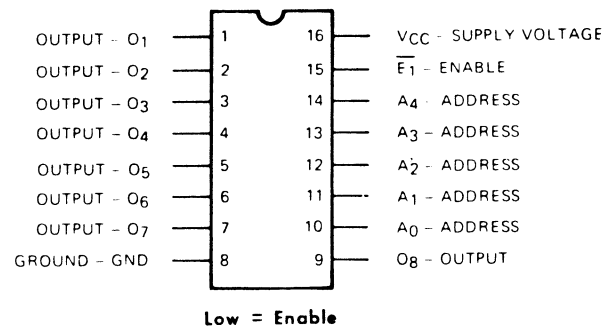 OUTPUT - O1 1 16 VCC - SUPPLY VOLTAGE
OUTPUT - O2 2 15 E1 - ENABLE
OUTPUT - O3 3 14 A4 - ADDRESS
OUTPUT - O4 4 13 A3 - ADDRESS
OUTPUT - O5 5 12 A2 - ADDRESS
OUTPUT - O6 6 11 A1 - ADDRESS
OUTPUT - O7 7 10 A0 - ADDRESS
GROUND - GND 8 9 O8 - OUTPUT
Low = Enable